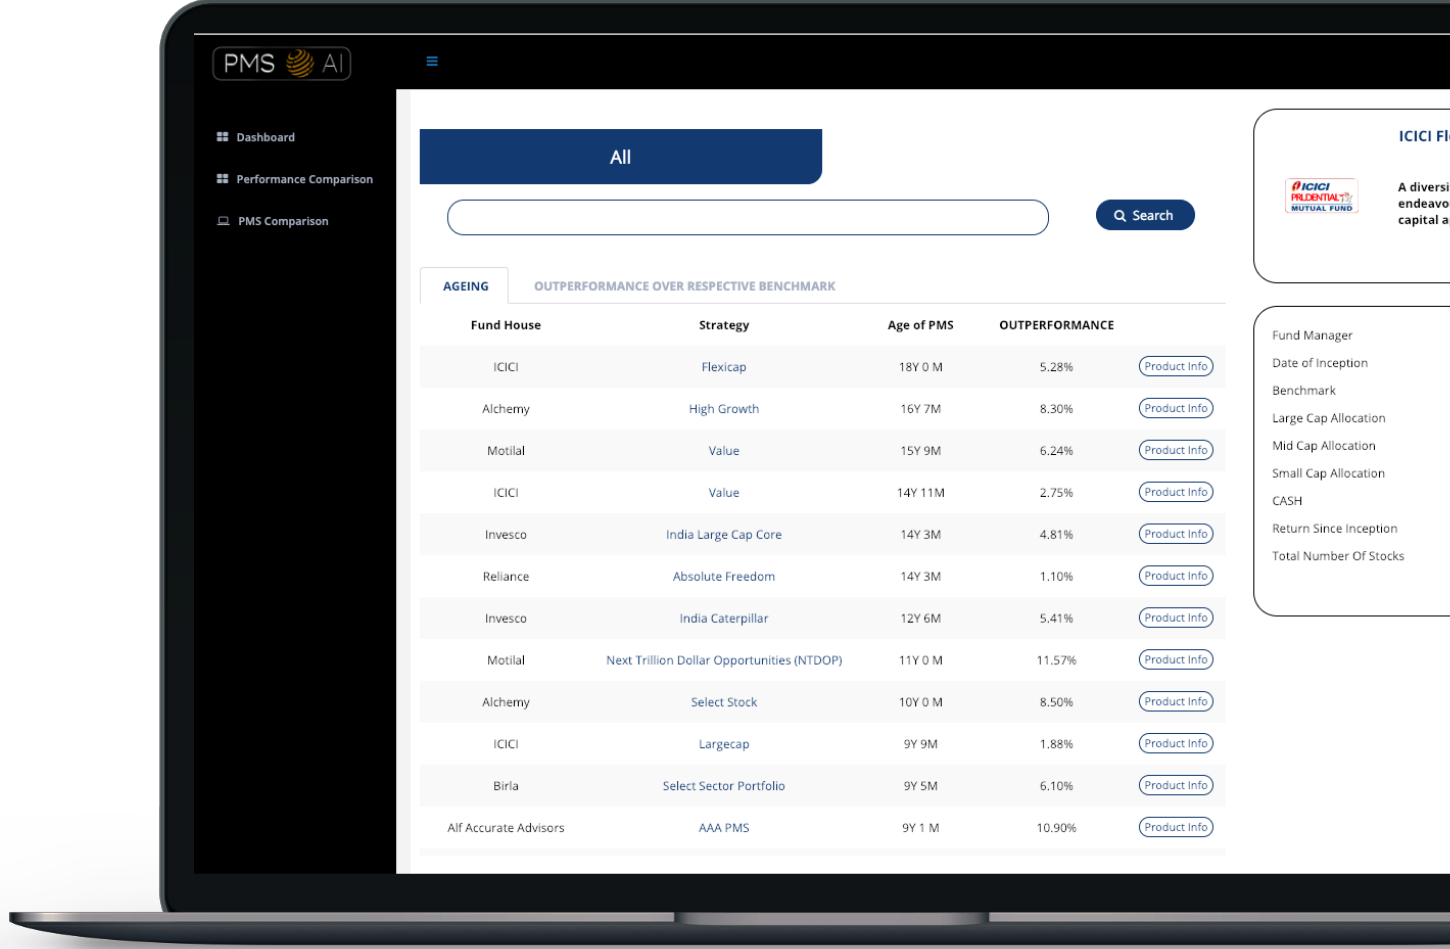 PMS AI
Dashboard
Performance Comparison
PMS Comparison
All
Search
AGEING OUTPERFORMANCE OVER RESPECTIVE BENCHMARK
Fund House Strategy Age of PMS OUTPERFORMANCE
ICICI Flexicap 18Y 0 M 5.28% Product Info
Alchemy High Growth 16Y 7M 8.30% Product Info
Motilal Value 15Y 9M 6.24% Product Info
ICICI Value 14Y 11M 2.75% Product Info
Invesco India Large Cap Core 14Y 3M 4.81% Product Info
Reliance Absolute Freedom 14Y 3M 1.10% Product Info
Invesco India Caterpillar 12Y 6M 5.41% Product Info
Motilal Next Trillion Dollar Opportunities (NTDOP) 11Y 0 M 11.57% Product Info
Alchemy Select Stock 10Y 0 M 8.50% Product Info
ICICI Largecap 9Y 9M 1.88% Product Info
Birla Select Sector Portfolio 9Y 5M 6.10% Product Info
Alf Accurate Advisors AAA PMS 9Y 1 M 10.90% Product Info
ICICI
ICICI
PRUDENTIAL
MUTUAL FUND
A
capital
Fund Manager
Date of Inception
Benchmark
Large Cap Allocation
Mid Cap Allocation
Small Cap Allocation
CASH
Return Since Inception
Total Number Of Stocks